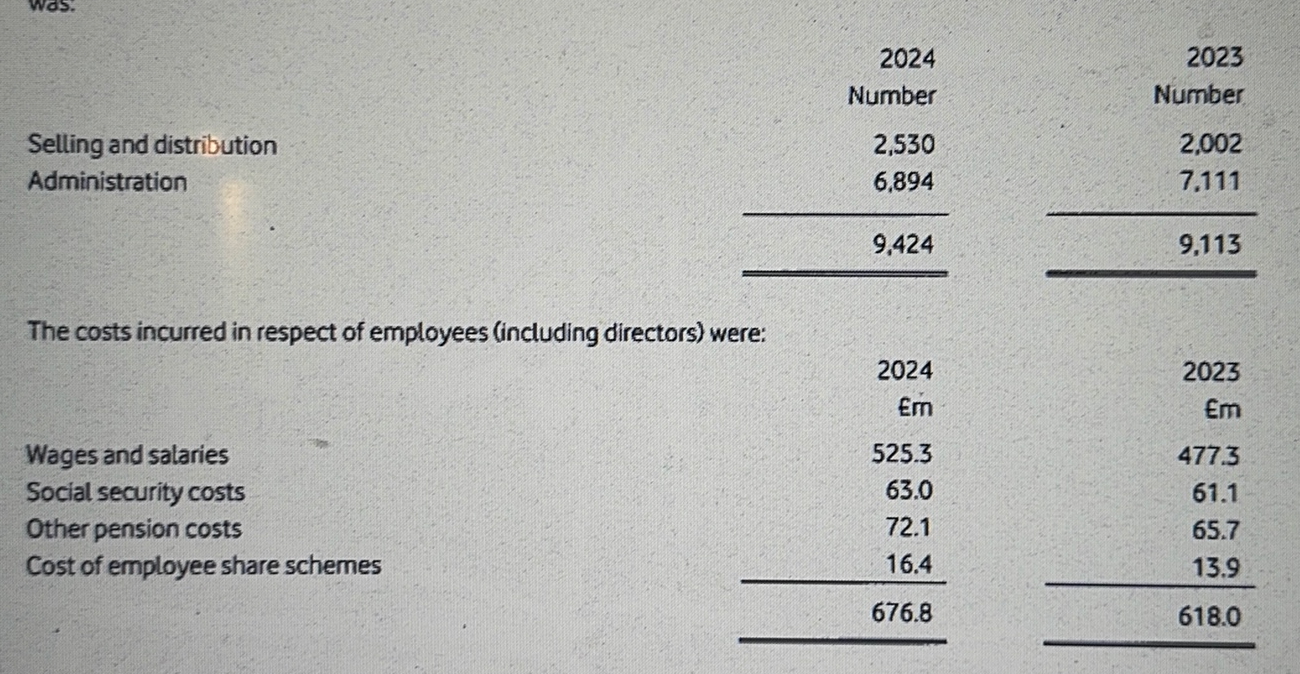 was:
2024 2023
Number Number
Selling and distribution 2,530 2,002
Administration 6,894 7,111
9,424 9,113
The costs incurred in respect of employees (including directors) were:
2024 2023
£m £m
Wages and salaries 525.3 477.3
Social security costs 63.0 61.1
Other pension costs 72.1 65.7
Cost of employee share schemes 16.4 13.9
676.8 618.0